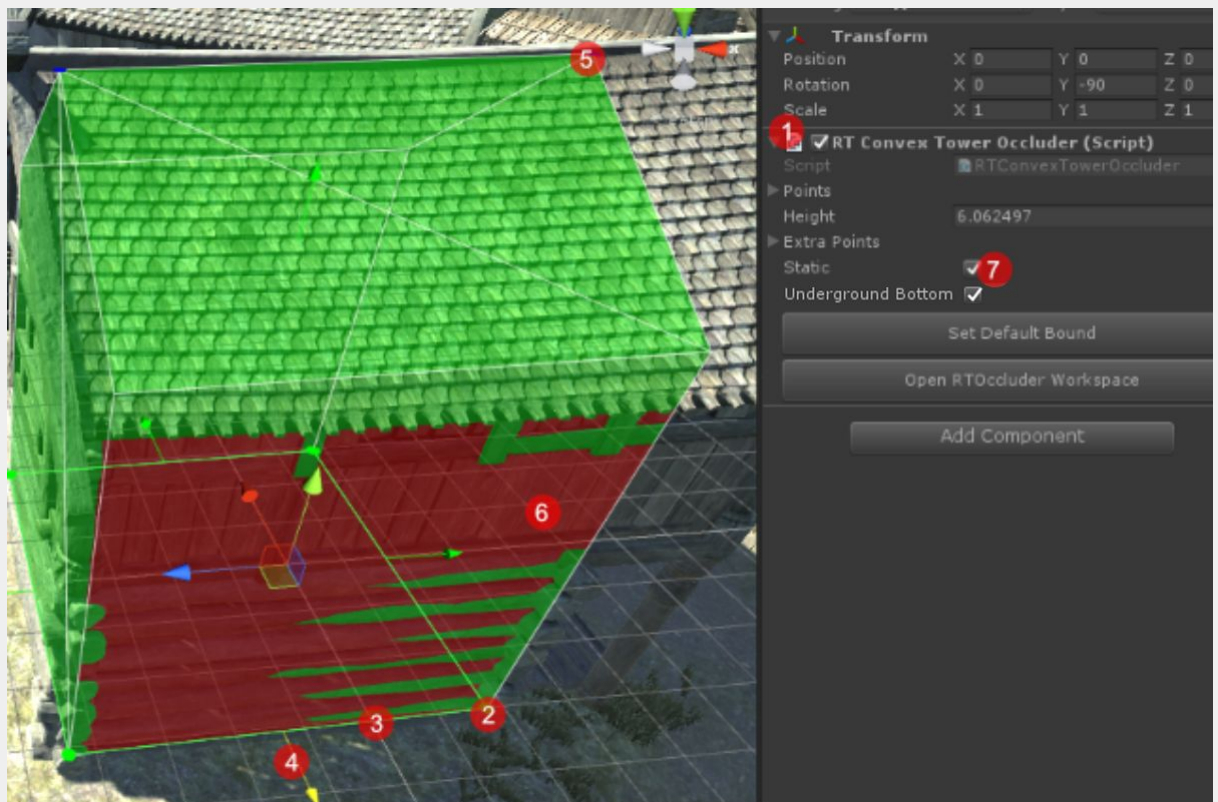 Transform
Position X 0 Y 0 Z 0
Rotation X 0 Y -90 Z 0
Scale X 1 Y 1 Z 1
1
RT Convex Tower Occluder (Script)
Script RTConvexTowerOccluder
Points
Height 6.062497
Extra Points
Static 7
Underground Bottom
Set Default Bound
Open RTOccluder Workspace
Add Component
5
x
6
2
3
4